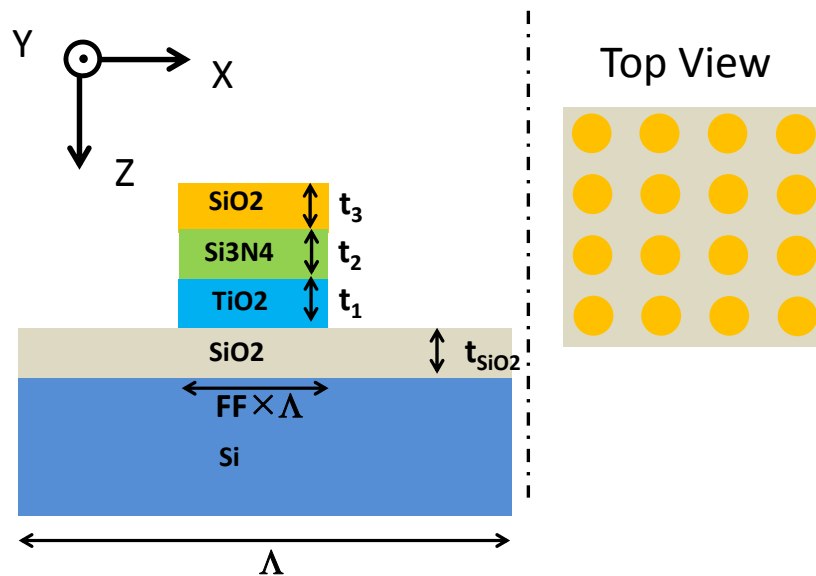 Y
X
Z
Top View
SiO2
t₃
Si3N4
t₂
TiO2
t₁
SiO2
tSiO2
FF×Λ
Si
Λ